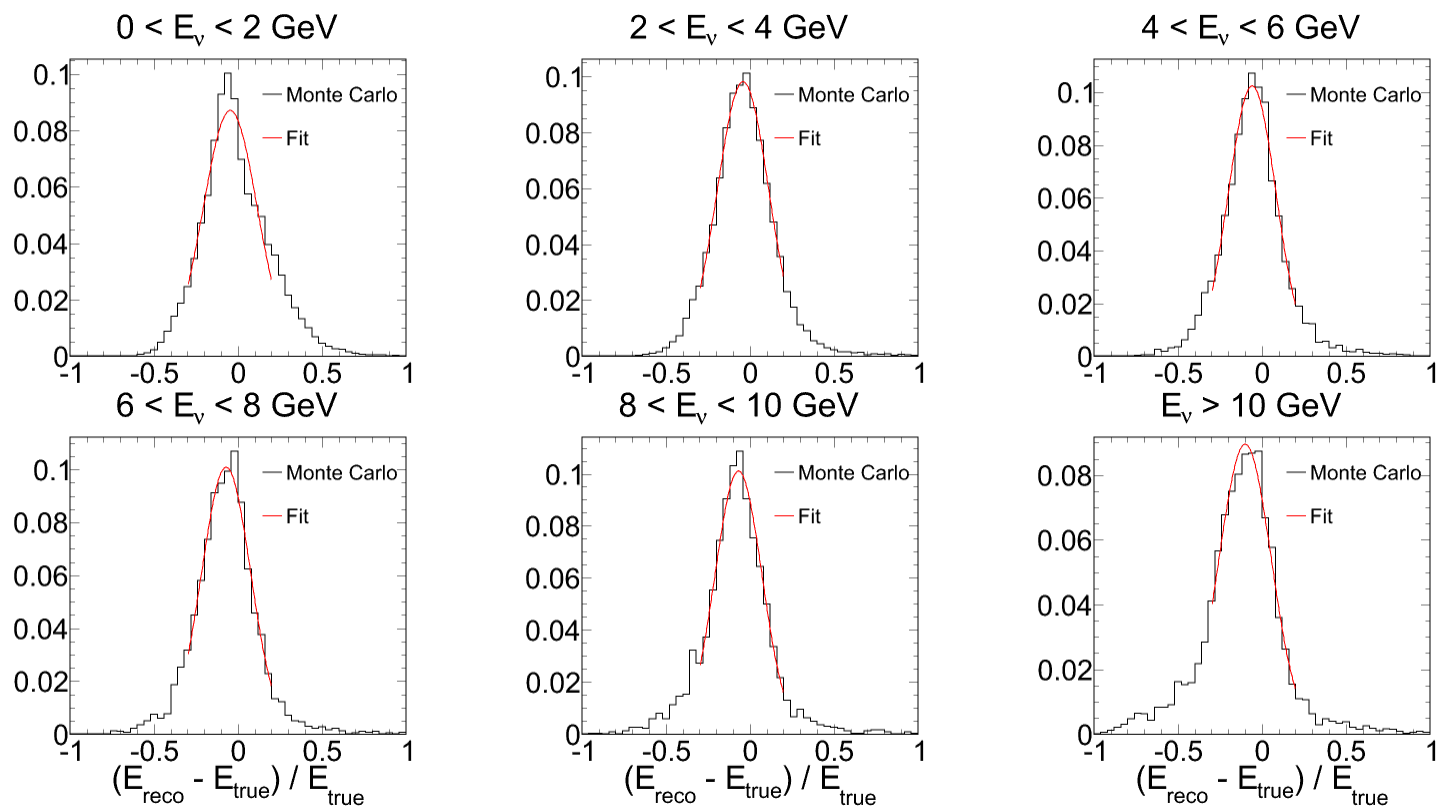 0 < Eν < 2 GeV
0.1
0.08
0.06
0.04
0.02
0
-1 -0.5 0 0.5 1
Monte Carlo
Fit
2 < Eν < 4 GeV
0.1
0.08
0.06
0.04
0.02
0
-1 -0.5 0 0.5 1
Monte Carlo
Fit
4 < Eν < 6 GeV
0.1
0.08
0.06
0.04
0.02
0
-1 -0.5 0 0.5 1
Monte Carlo
Fit
6 < Eν < 8 GeV
0.1
0.08
0.06
0.04
0.02
0
-1 -0.5 0 0.5 1
Monte Carlo
Fit
(Ereco - Etrue) / Etrue
8 < Eν < 10 GeV
0.1
0.08
0.06
0.04
0.02
0
-1 -0.5 0 0.5 1
Monte Carlo
Fit
(Ereco - Etrue) / Etrue
Eν > 10 GeV
0.08
0.06
0.04
0.02
0
-1 -0.5 0 0.5 1
Monte Carlo
Fit
(Ereco - Etrue) / Etrue